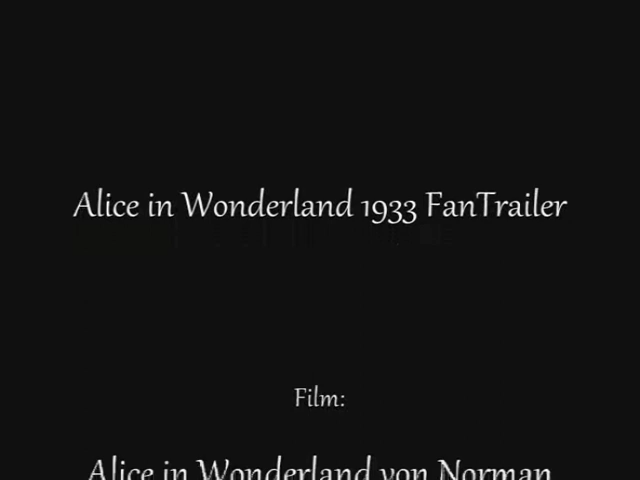 Alice in Wonderland 1933 FanTrailer
Film:
Alice in Wonderland von Norman